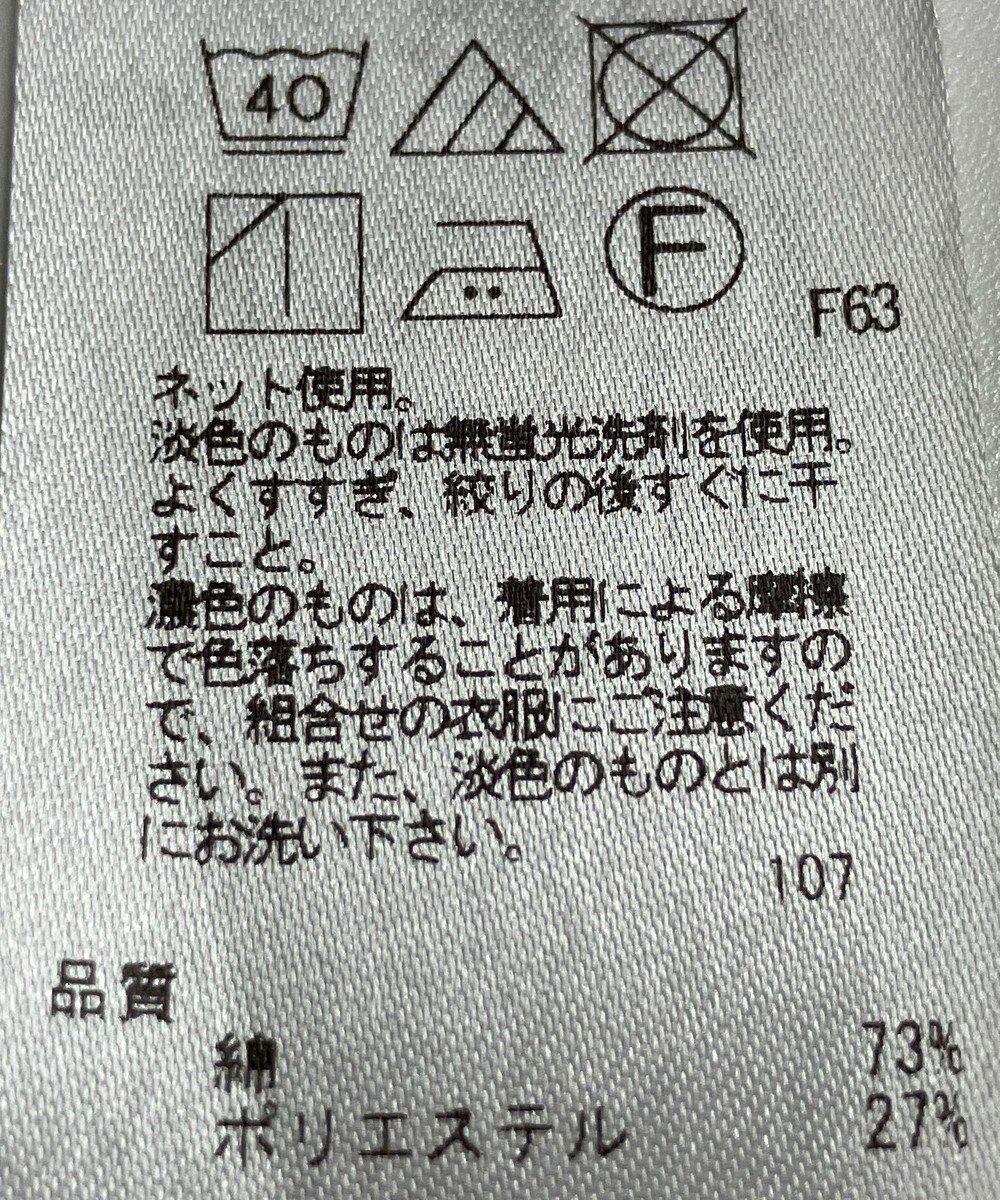 40
F
F63
ネット使用。
淡色のものは無蛍光洗剤を使用。
よくすすぎ、絞りの後すぐに干
すこと。
濃色のものは、着用による摩擦
で色落ちすることがありますの
で、組合せの衣服にご注意くだ
さい。また、淡色のものとは別
にお洗い下さい。
107
品質
綿 73%
ポリエステル 27%